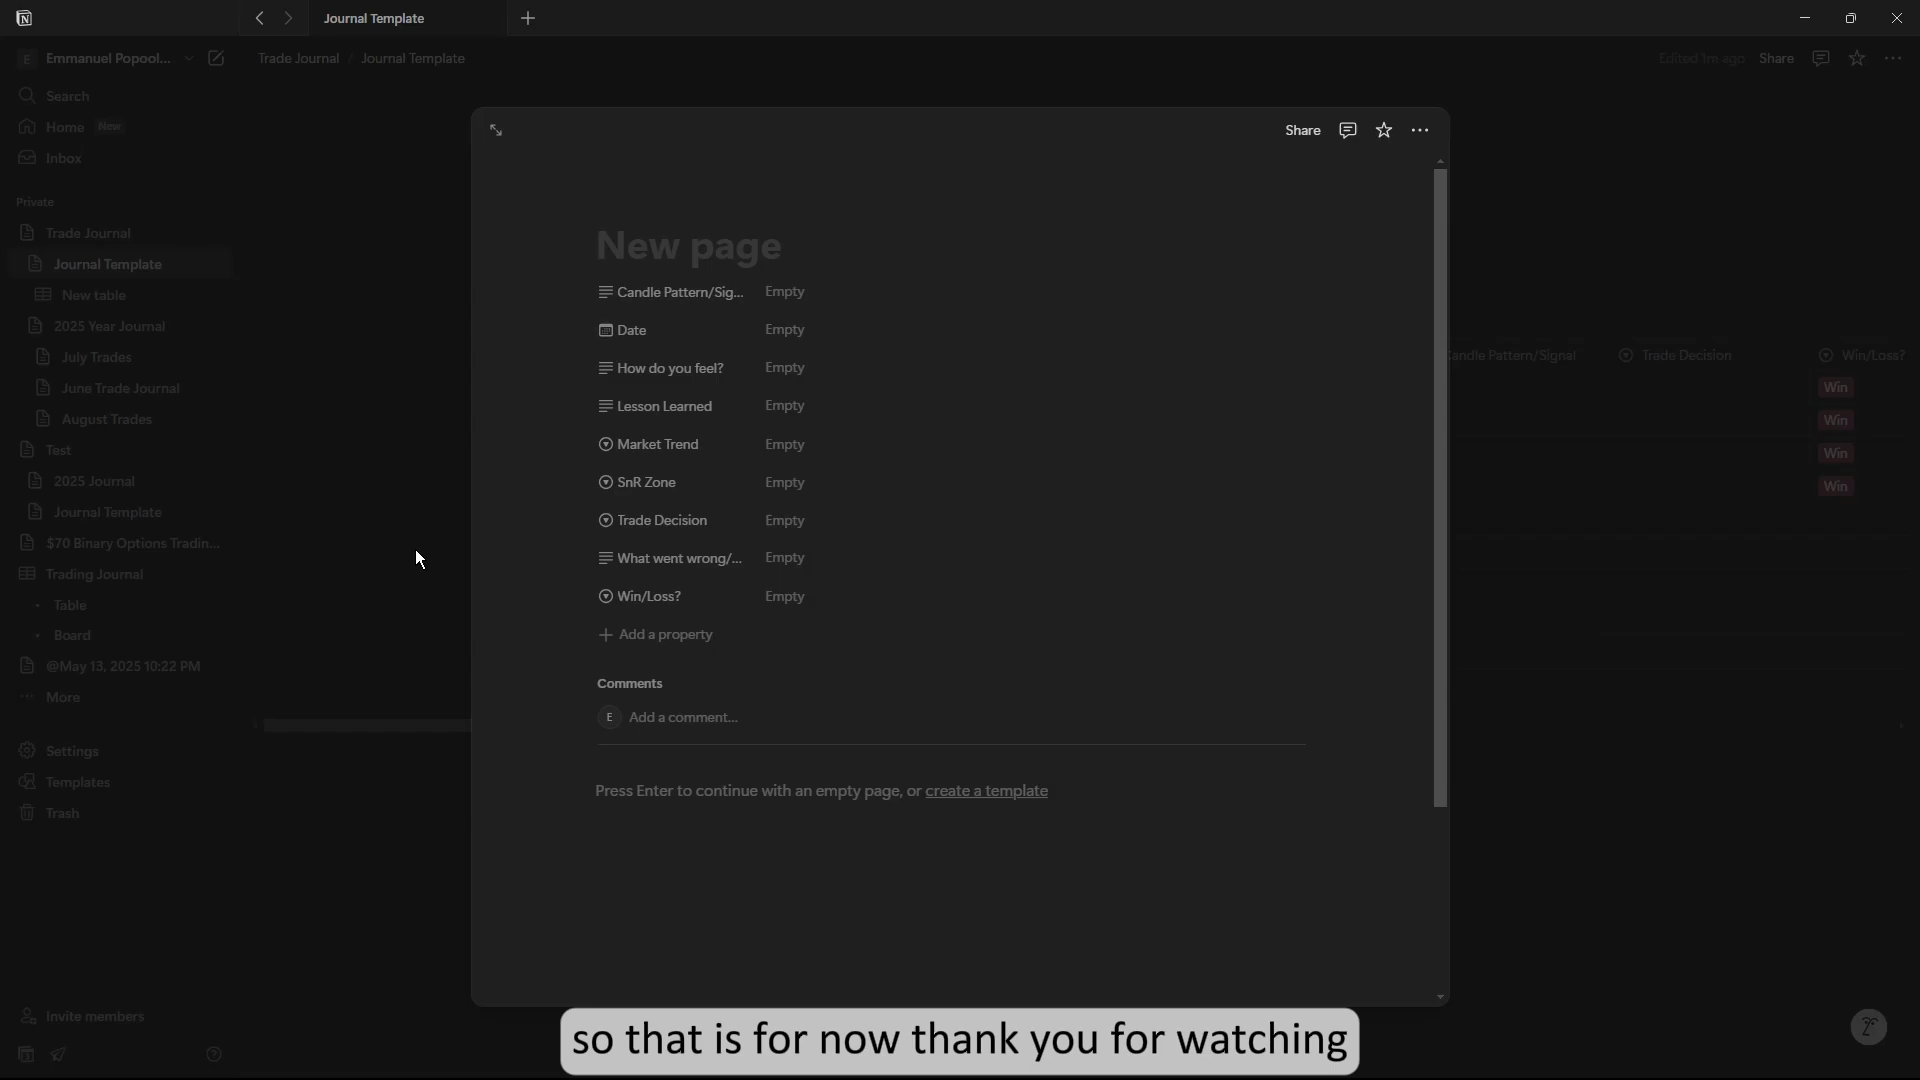 Journal Template
Emmanuel Popool...
Trade Journal / Journal Template
Edited 1m ago
Share
Search
Home New
Inbox
Private
Trade Journal
Journal Template
New table
2025 Year Journal
July Trades
June Trade Journal
August Trades
Test
2025 Journal
Journal Template
$70 Binary Options Tradin...
Trading Journal
Table
Board
@May 13, 2025 10:22 PM
More
Settings
Templates
Trash
Invite members
Share
New page
Candle Pattern/Sig... Empty
Date Empty
How do you feel? Empty
Lesson Learned Empty
Market Trend Empty
SnR Zone Empty
Trade Decision Empty
What went wrong/... Empty
Win/Loss? Empty
Add a property
Comments
E Add a comment...
Press Enter to continue with an empty page, or create a template
Candle Pattern/Signal Trade Decision Win/Loss?
Win
Win
Win
Win
so that is for now thank you for watching